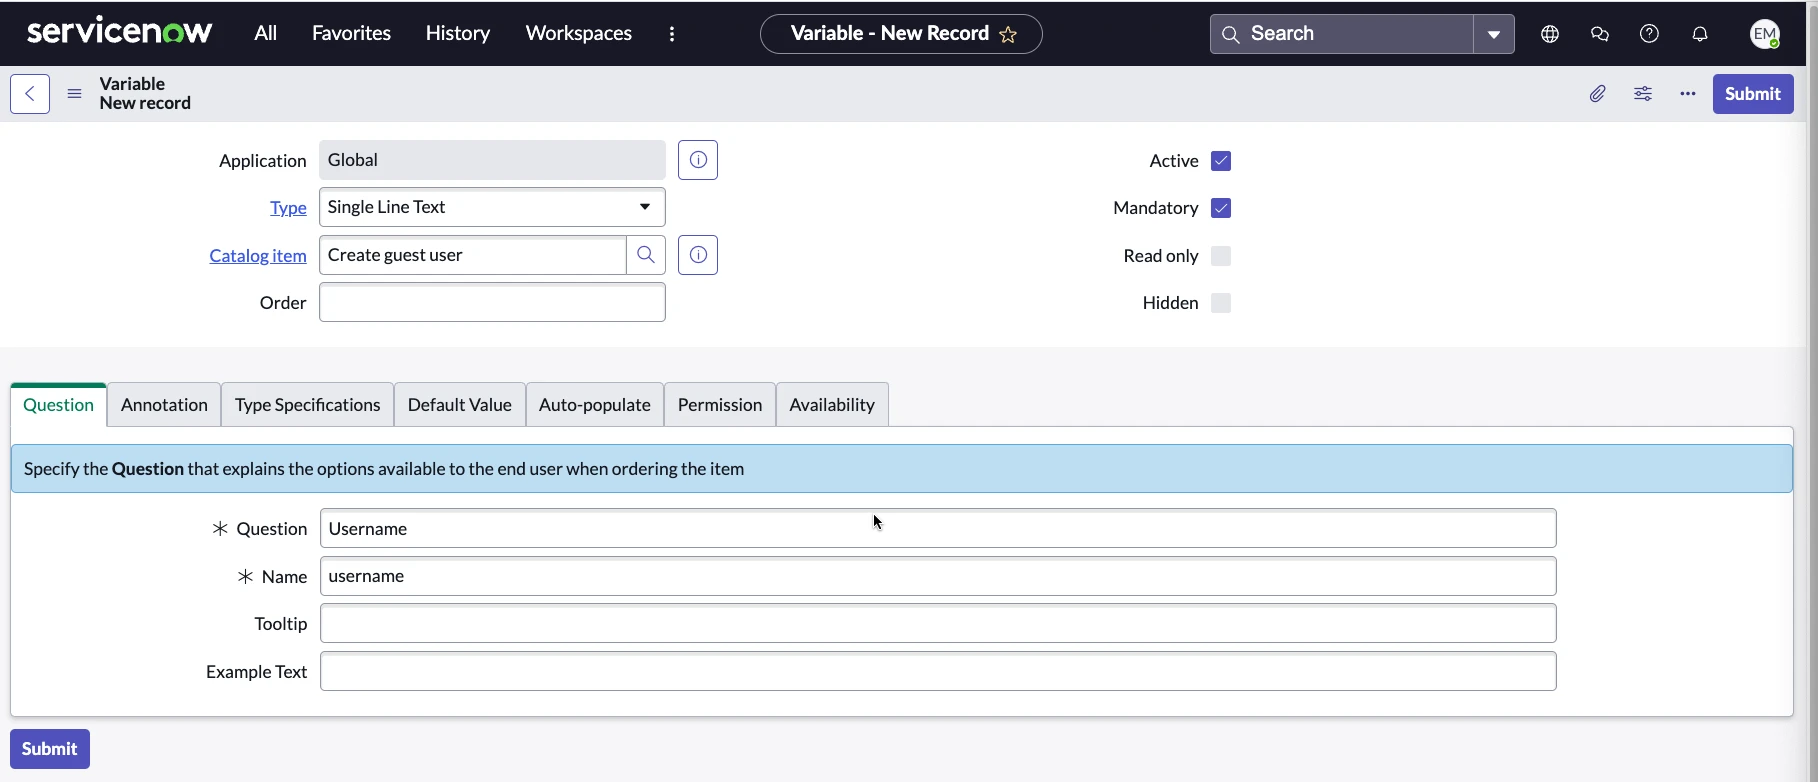 servicenow All Favorites History Workspaces Variable - New Record Search EM
Variable
New record
Submit
Application Global Active
Type Single Line Text Mandatory
Catalog item Create guest user Read only
Order Hidden
Question Annotation Type Specifications Default Value Auto-populate Permission Availability
Specify the Question that explains the options available to the end user when ordering the item
* Question Username
* Name username
Tooltip
Example Text
Submit